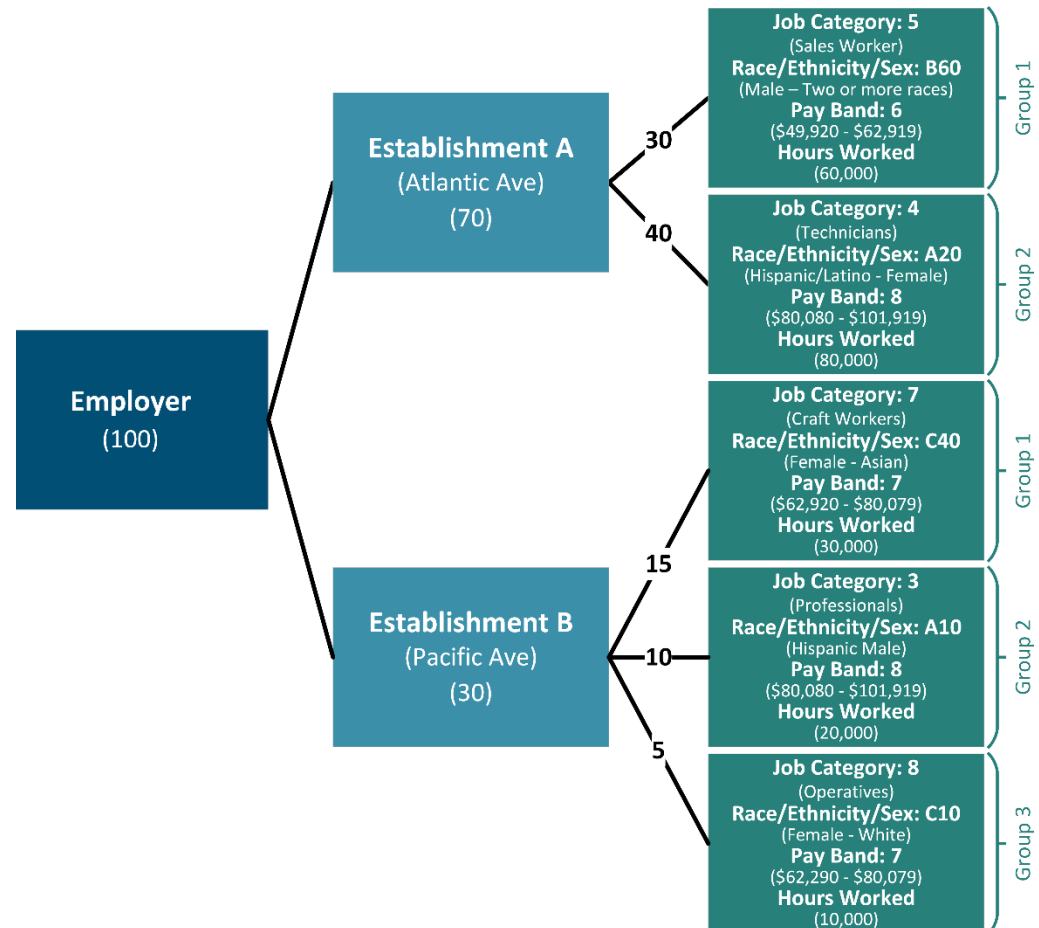 Employer
(100)
Establishment A
(Atlantic Ave)
(70)
30
40
Job Category: 5
(Sales Worker)
Race/Ethnicity/Sex: B60
(Male – Two or more races)
Pay Band: 6
($49,920 - $62,919)
Hours Worked
(60,000)
Group 1
Job Category: 4
(Technicians)
Race/Ethnicity/Sex: A20
(Hispanic/Latino - Female)
Pay Band: 8
($80,080 - $101,919)
Hours Worked
(80,000)
Group 2
Establishment B
(Pacific Ave)
(30)
15
10
5
Job Category: 7
(Craft Workers)
Race/Ethnicity/Sex: C40
(Female - Asian)
Pay Band: 7
($62,920 - $80,079)
Hours Worked
(30,000)
Group 1
Job Category: 3
(Professionals)
Race/Ethnicity/Sex: A10
(Hispanic Male)
Pay Band: 8
($80,080 - $101,919)
Hours Worked
(20,000)
Group 2
Job Category: 8
(Operatives)
Race/Ethnicity/Sex: C10
(Female - White)
Pay Band: 7
($62,290 - $80,079)
Hours Worked
(10,000)
Group 3